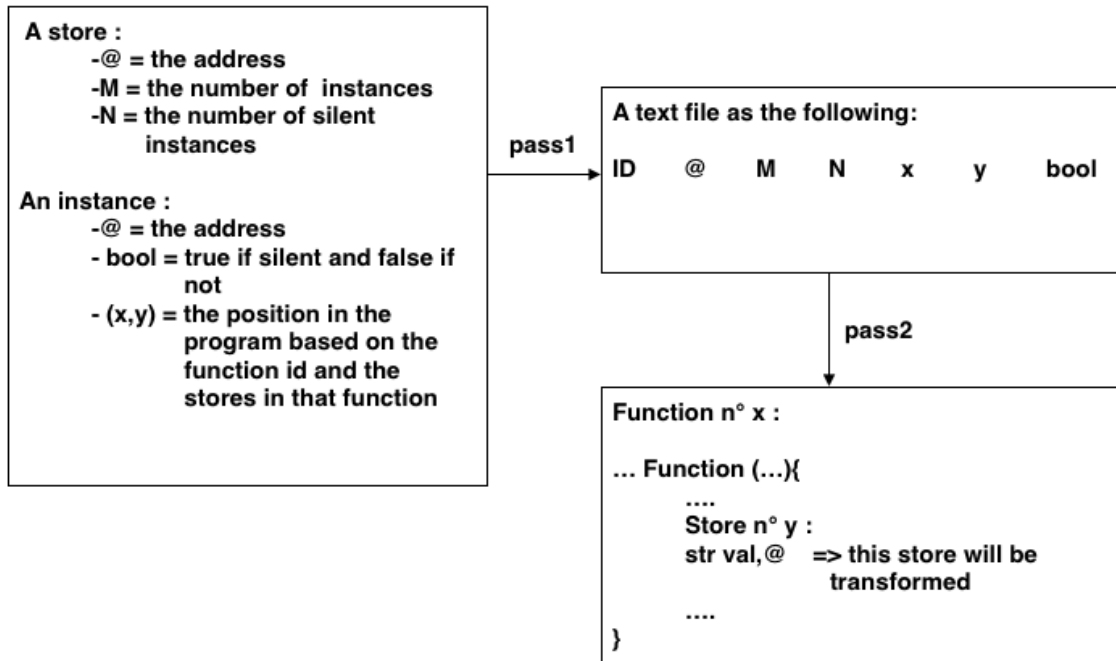 A store :
-@ = the address
-M = the number of  instances
-N = the number of silent
instances
An instance :
-@ = the address
- bool = true if silent and false if
not
- (x,y) = the position in the
program based on the
function id and the
stores in that function
pass1
A text file as the following:
ID @ M N x y bool
pass2
Function n° x :
... Function (...){
....
Store n° y :
str val,@ => this store will be
transformed
....
}